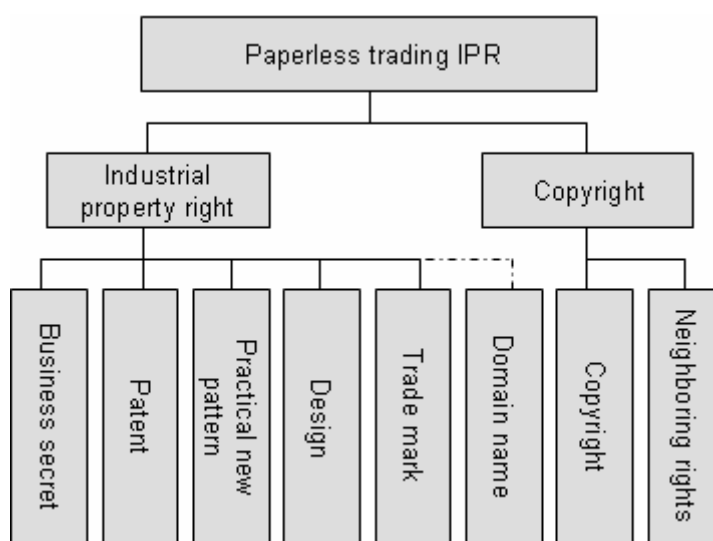 Paperless trading IPR
Industrial
property right
Copyright
Business secret
Patent
Practical new
pattern
Design
Trade mark
Domain name
Copyright
Neighboring rights